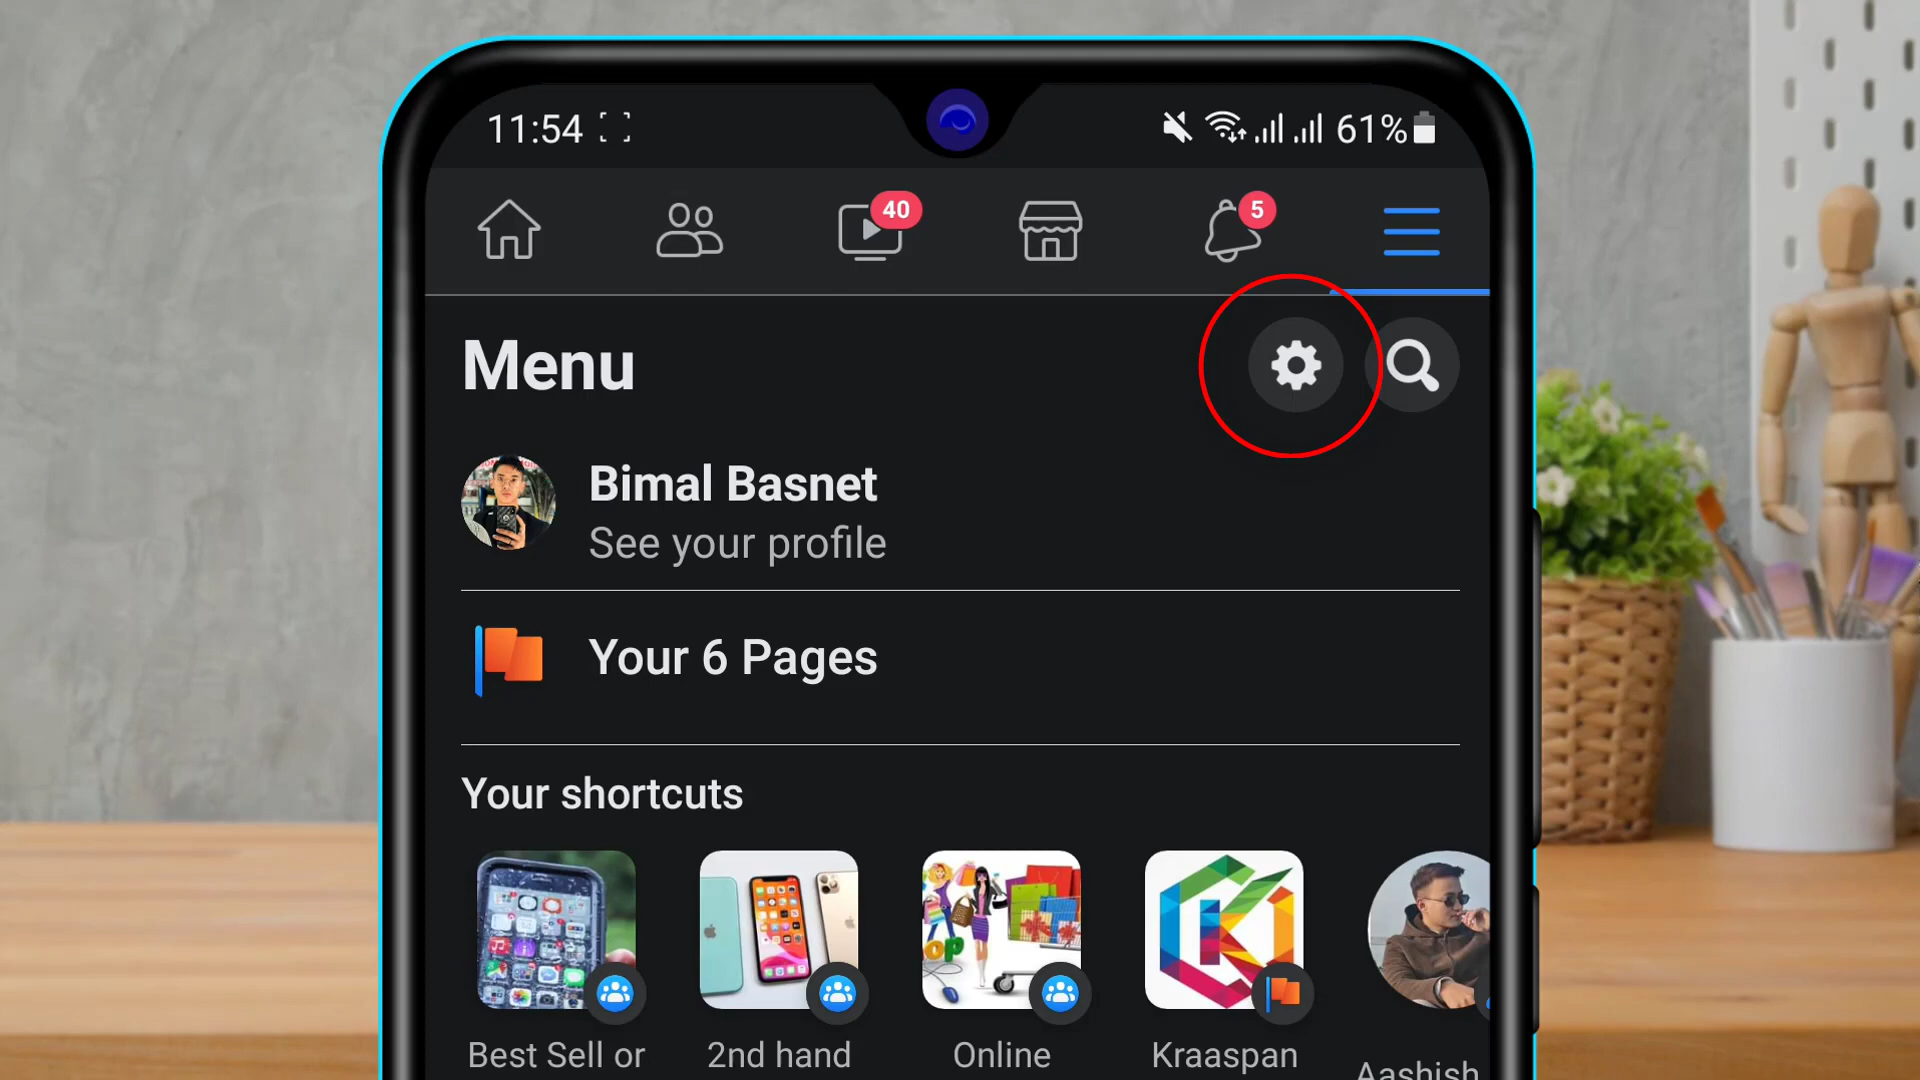 11:54
61%
40
5
Menu
Bimal Basnet
See your profile
Your 6 Pages
Your shortcuts
Best Sell or
2nd hand
Online
Kraaspan
Aashish